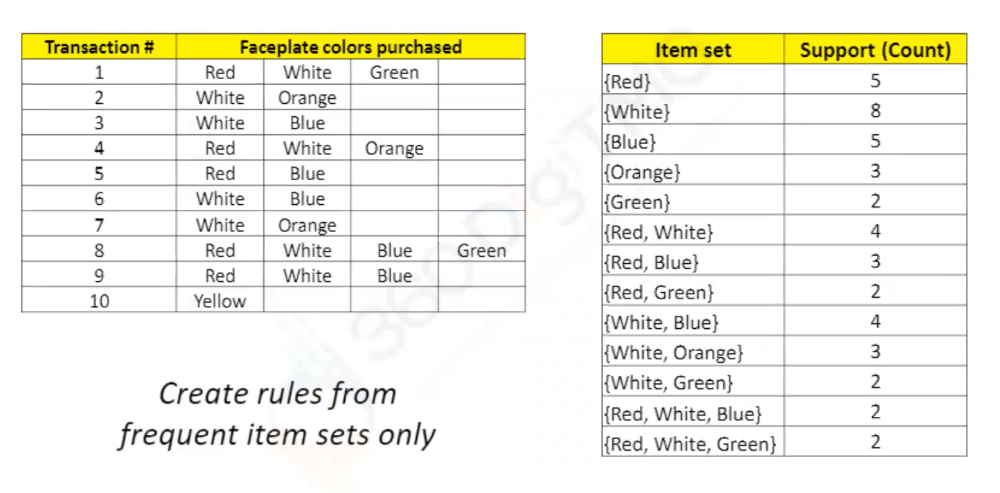 Transaction # Faceplate colors purchased
1 Red White Green
2 White Orange
3 White Blue
4 Red White Orange
5 Red Blue
6 White Blue
7 White Orange
8 Red White Blue Green
9 Red White Blue
10 Yellow
Create rules from
frequent item sets only
Item set Support (Count)
{Red} 5
{White} 8
{Blue} 5
{Orange} 3
{Green} 2
{Red, White} 4
{Red, Blue} 3
{Red, Green} 2
{White, Blue} 4
{White, Orange} 3
{White, Green} 2
{Red, White, Blue} 2
{Red, White, Green} 2
360DigiTMG